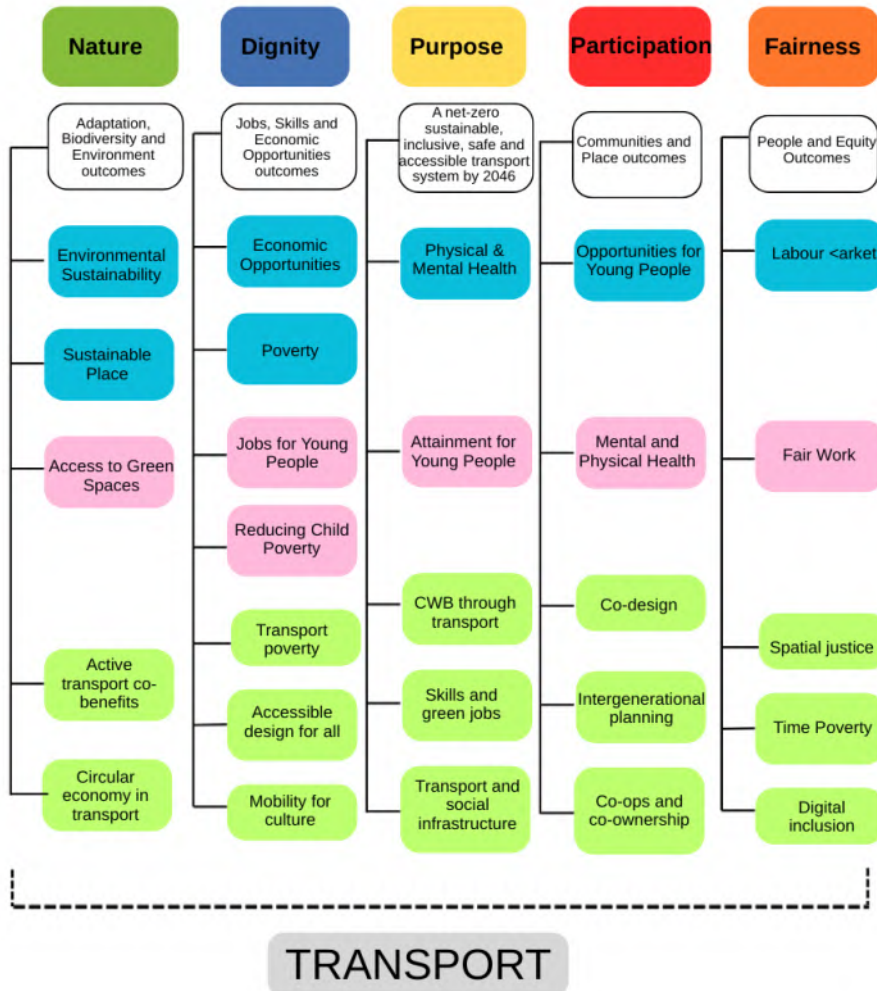 Nature
Dignity
Purpose
Participation
Fairness
Adaptation,
Biodiversity and
Environment
outcomes
Jobs, Skills and
Economic
Opportunities
outcomes
A net-zero
sustainable,
inclusive, safe and
accessible transport
system by 2046
Communities and
Place outcomes
People and Equity
Outcomes
Environmental
Sustainability
Economic
Opportunities
Physical &
Mental Health
Opportunities for
Young People
Labour <arket
Sustainable
Place
Poverty
Access to Green
Spaces
Jobs for Young
People
Attainment for
Young People
Mental and
Physical Health
Fair Work
Reducing Child
Poverty
CWB through
transport
Co-design
Transport
poverty
Spatial justice
Active
transport co-
benefits
Accessible
design for all
Skills and
green jobs
Intergenerational
planning
Time Poverty
Circular
economy in
transport
Mobility for
culture
Transport and
social
infrastructure
Co-ops and
co-ownership
Digital
inclusion
TRANSPORT